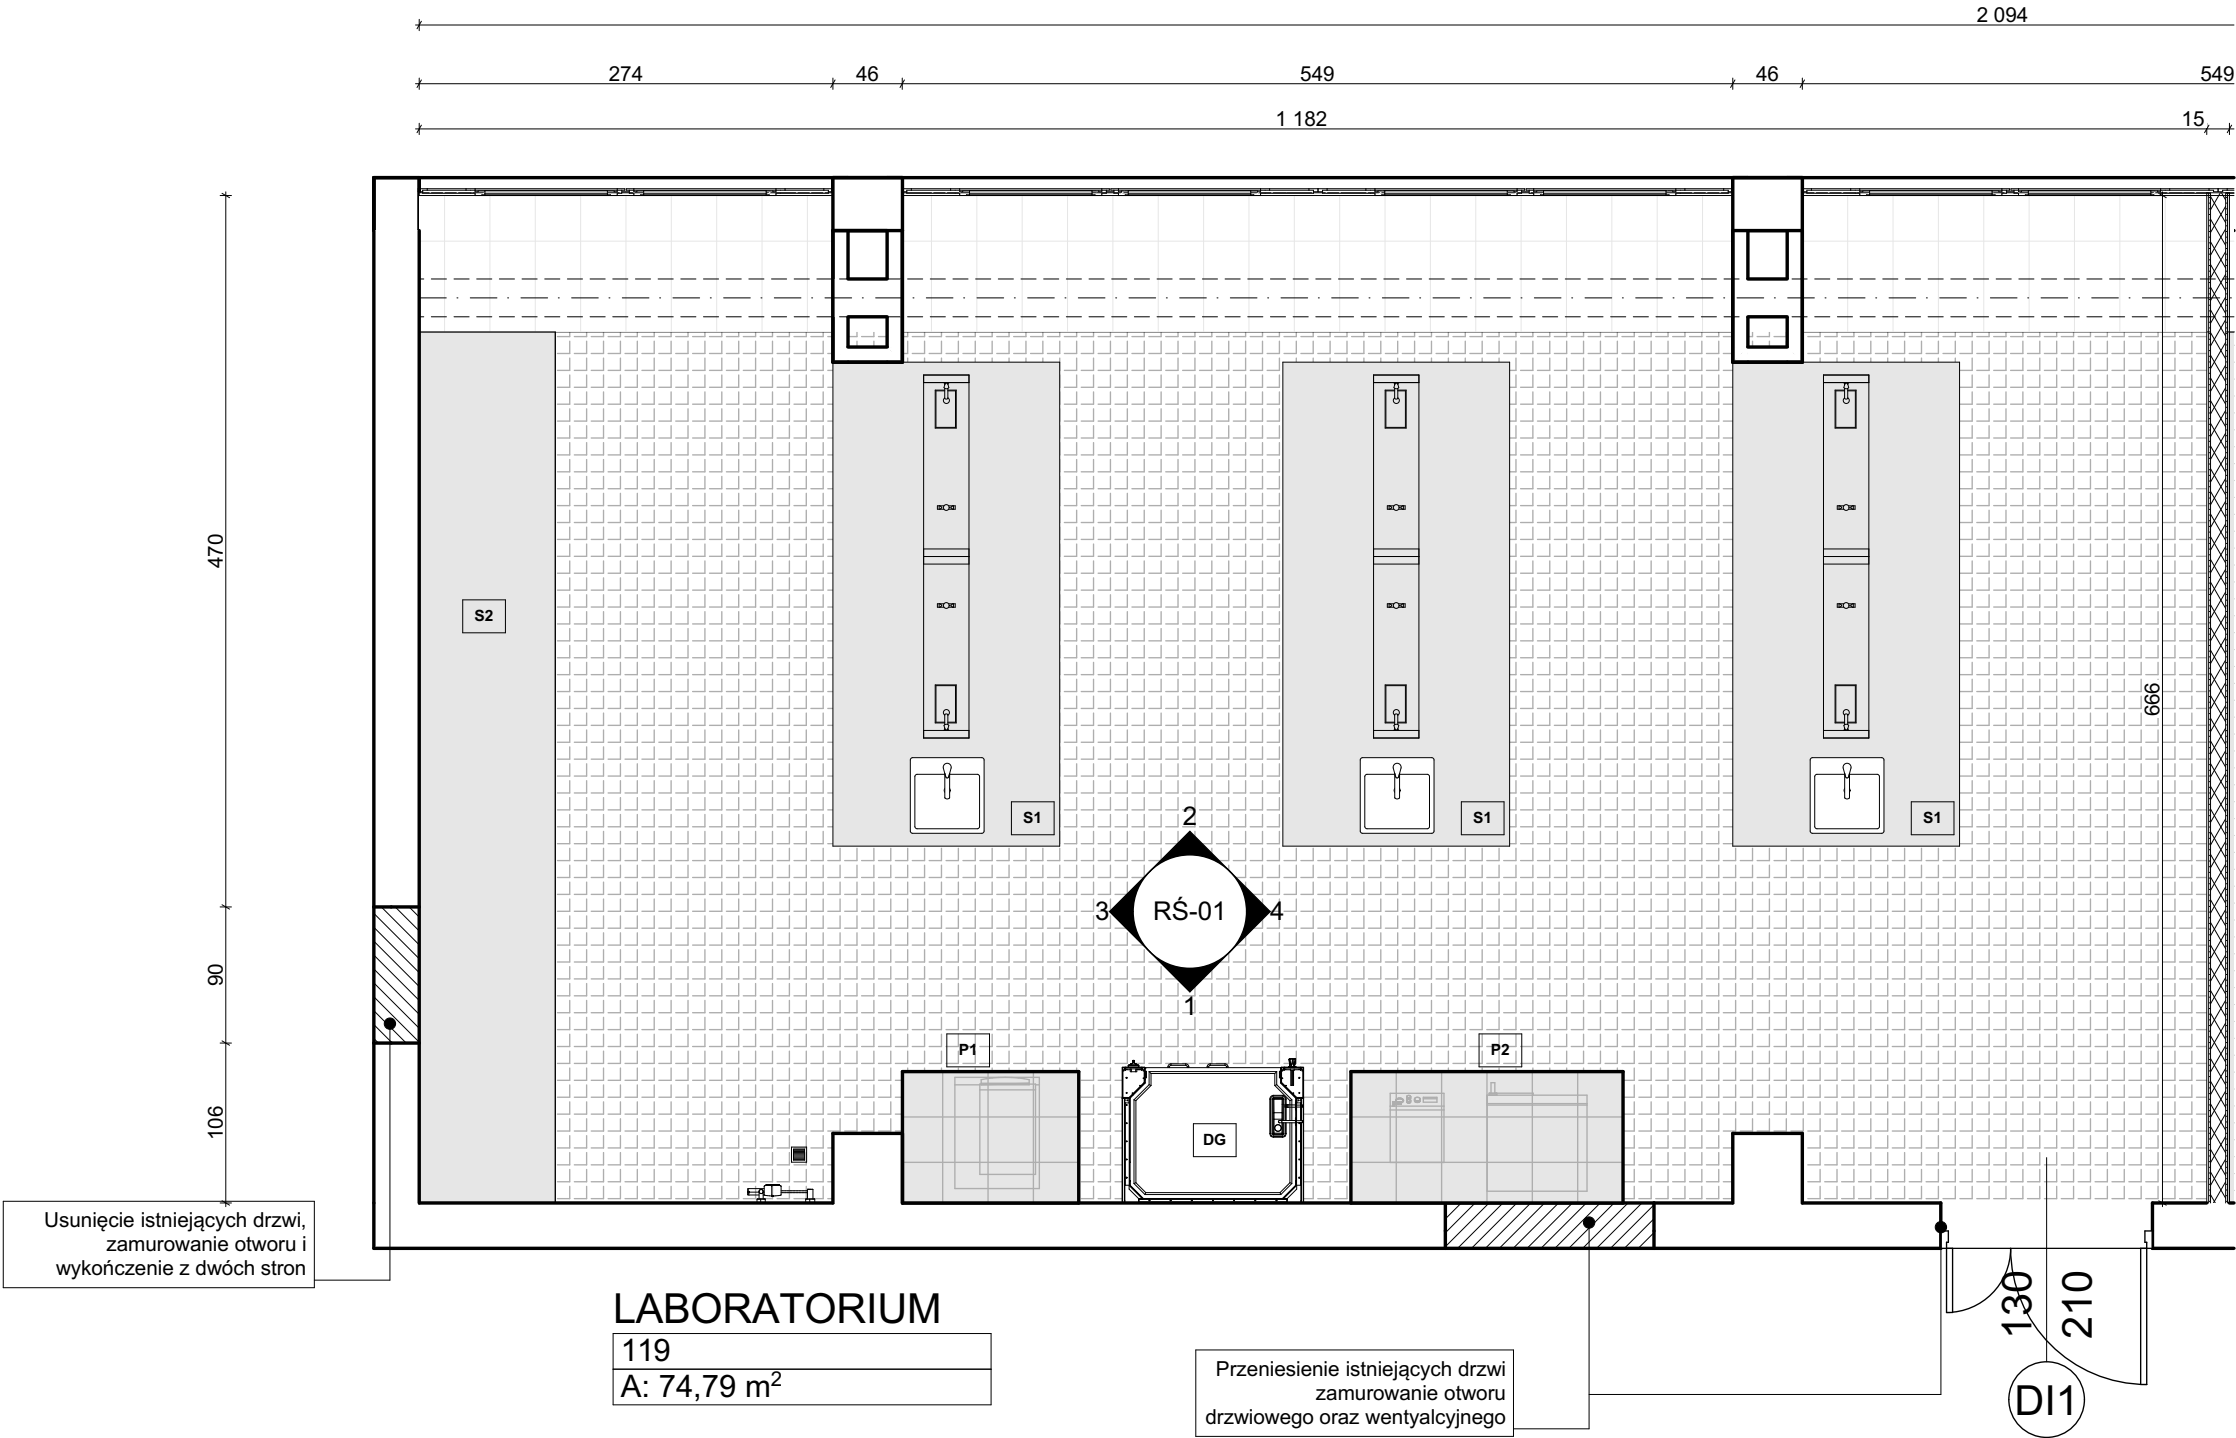 2 094
274
46
549
46
549
1 182
15
470
90
106
666
S2
S1
S1
S1
2
3
RŚ-01
4
1
P1
P2
DG
Usunięcie istniejących drzwi,
zamurowanie otworu i
wykończenie z dwóch stron
LABORATORIUM
119
A: 74,79 m²
Przeniesienie istniejących drzwi
zamurowanie otworu
drzwiowego oraz wentyalcyjnego
130
210
DI1